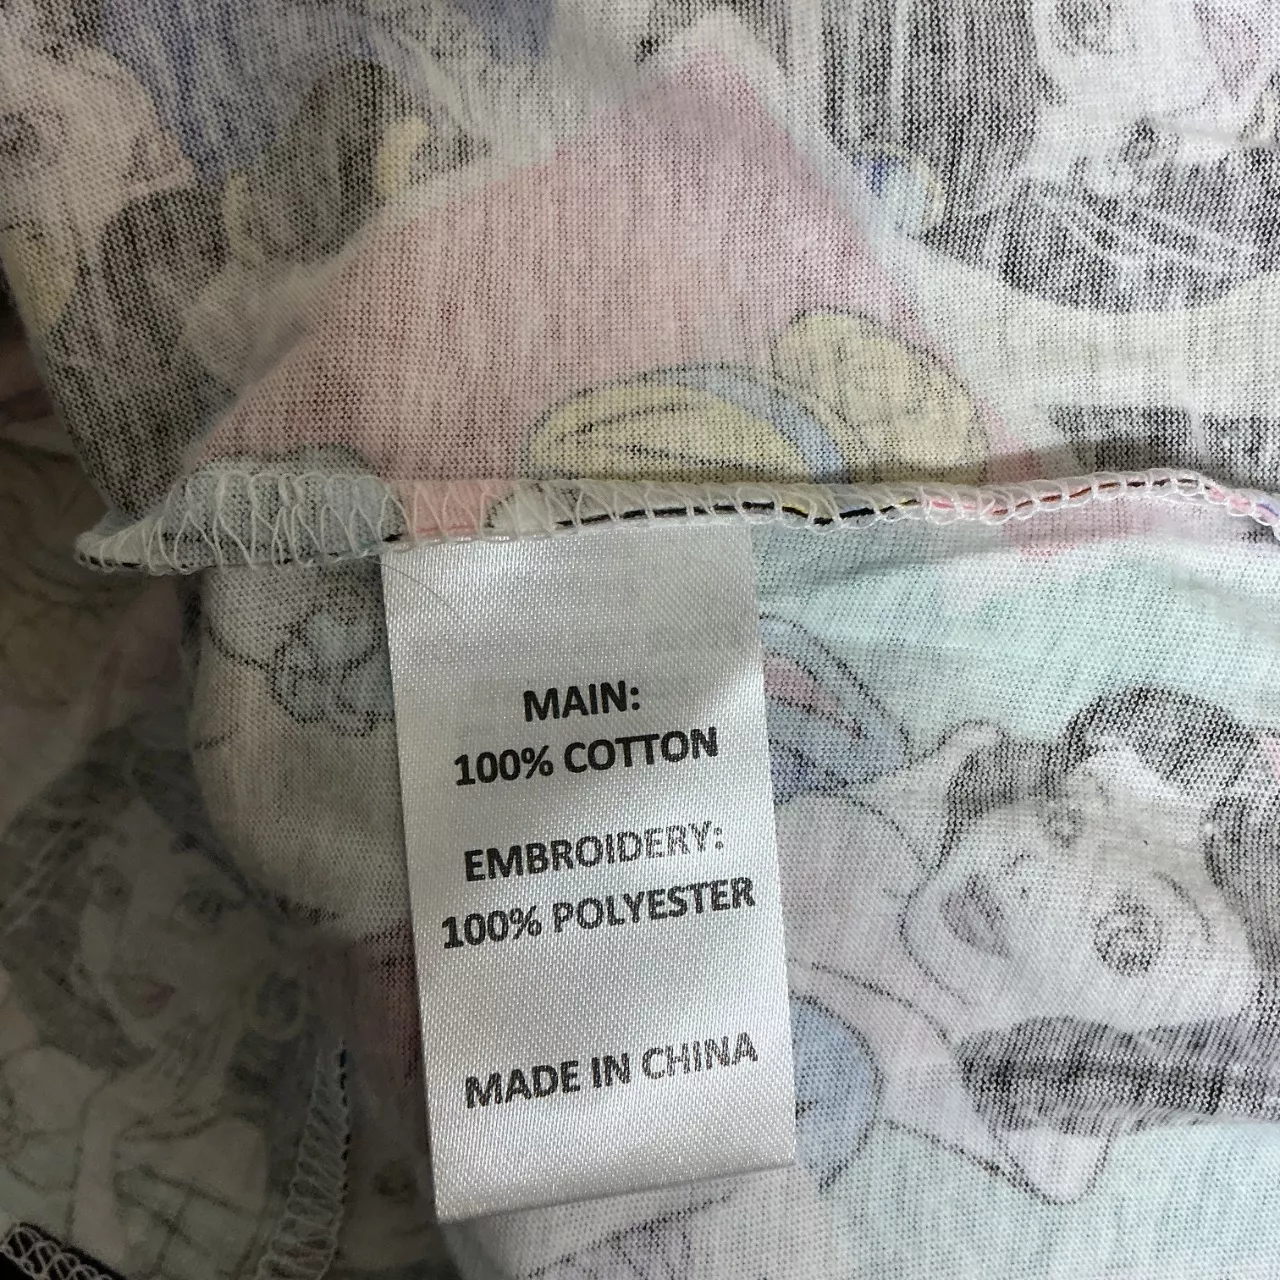 MAIN:
100% COTTON
EMBROIDERY:
100% POLYESTER
MADE IN CHINA